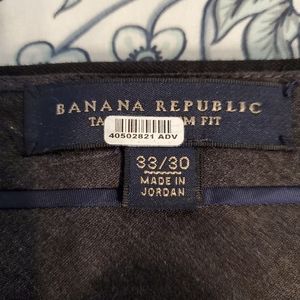 BANANA REPUBLIC
FIT
40502821 ADV
33/30
MADE IN
JORDAN